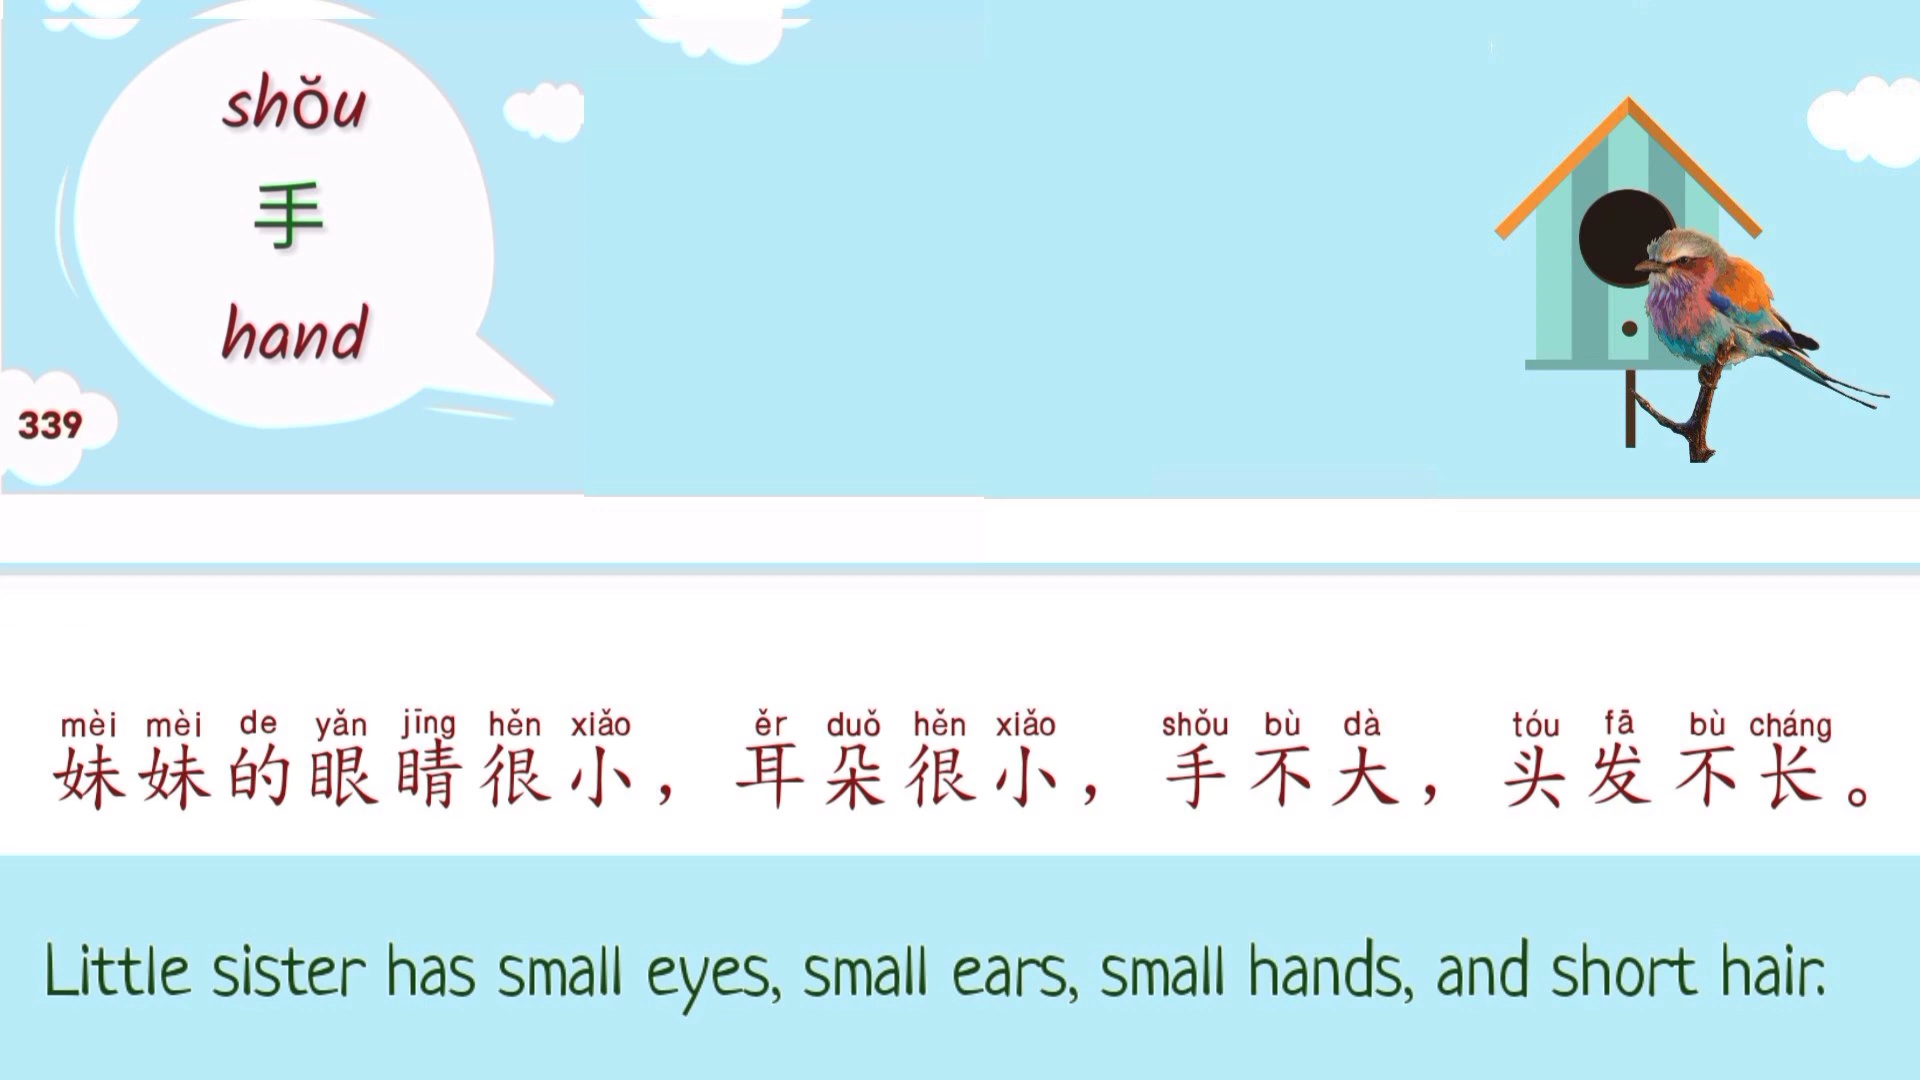 shǒu
手
hand
339
mèi mèi de yǎn jīng hěn xiǎo ěr duǒ hěn xiǎo shǒu bù dà tóu fā bù cháng
妹妹的眼睛很小，耳朵很小，手不大，头发不长。
Little sister has small eyes, small ears, small hands, and short hair.